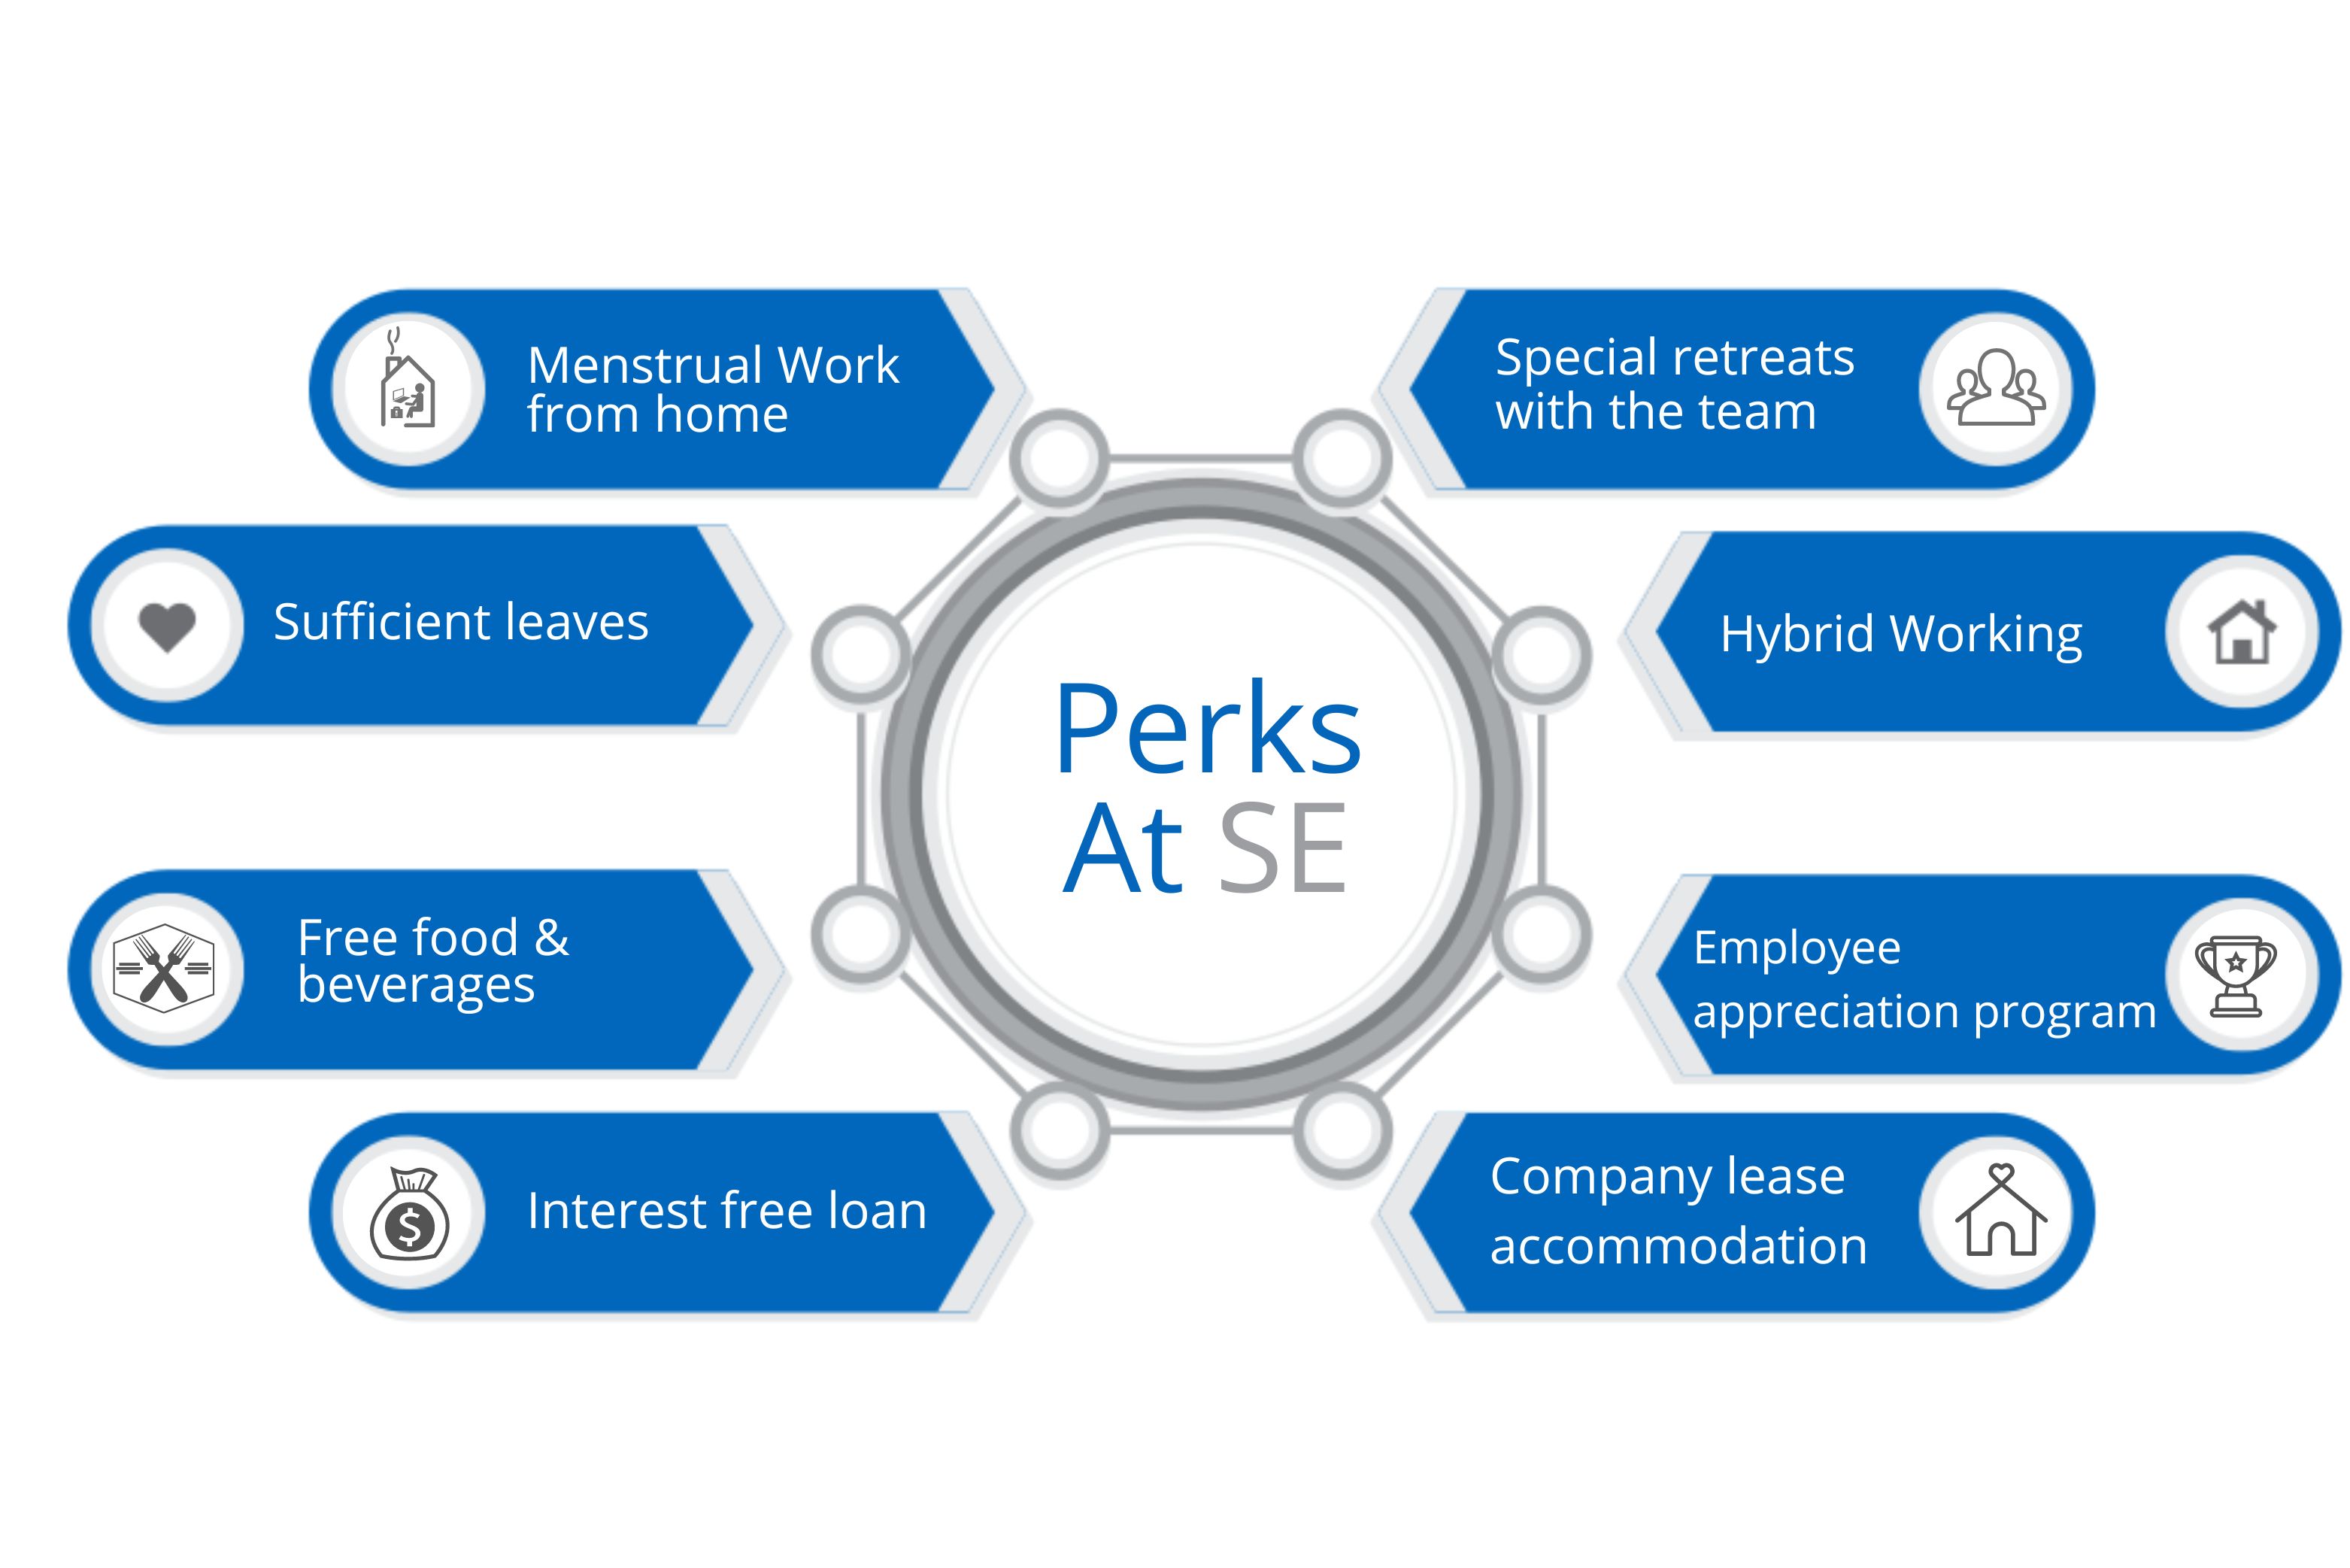 Menstrual Work
from home
Sufficient leaves
Free food &
beverages
Interest free loan
Perks
At SE
Special retreats
with the team
Hybrid Working
Employee
appreciation program
Company lease
accommodation